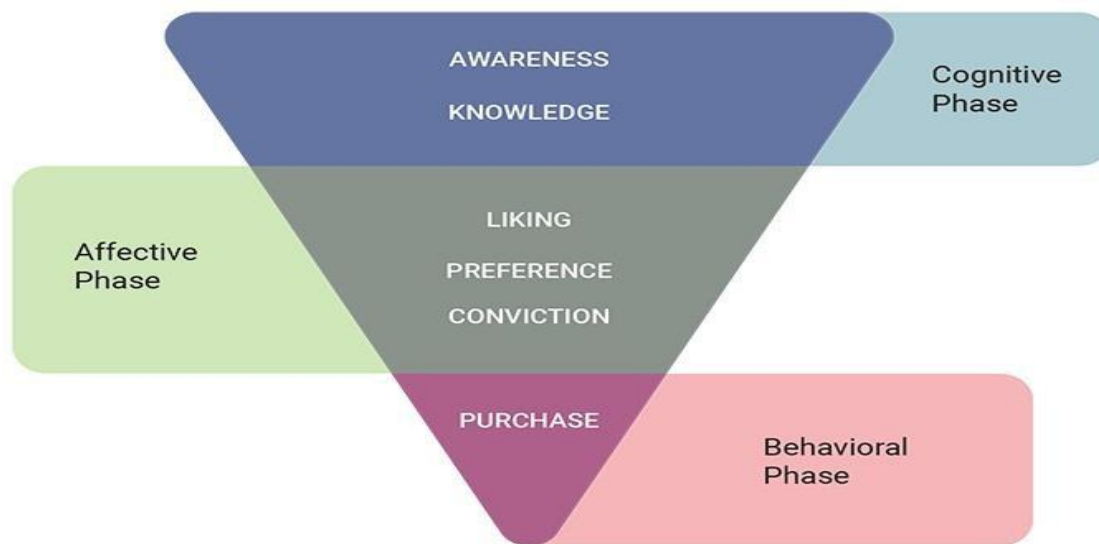 AWARENESS
KNOWLEDGE
Cognitive
Phase
LIKING
PREFERENCE
CONVICTION
Affective
Phase
PURCHASE
Behavioral
Phase